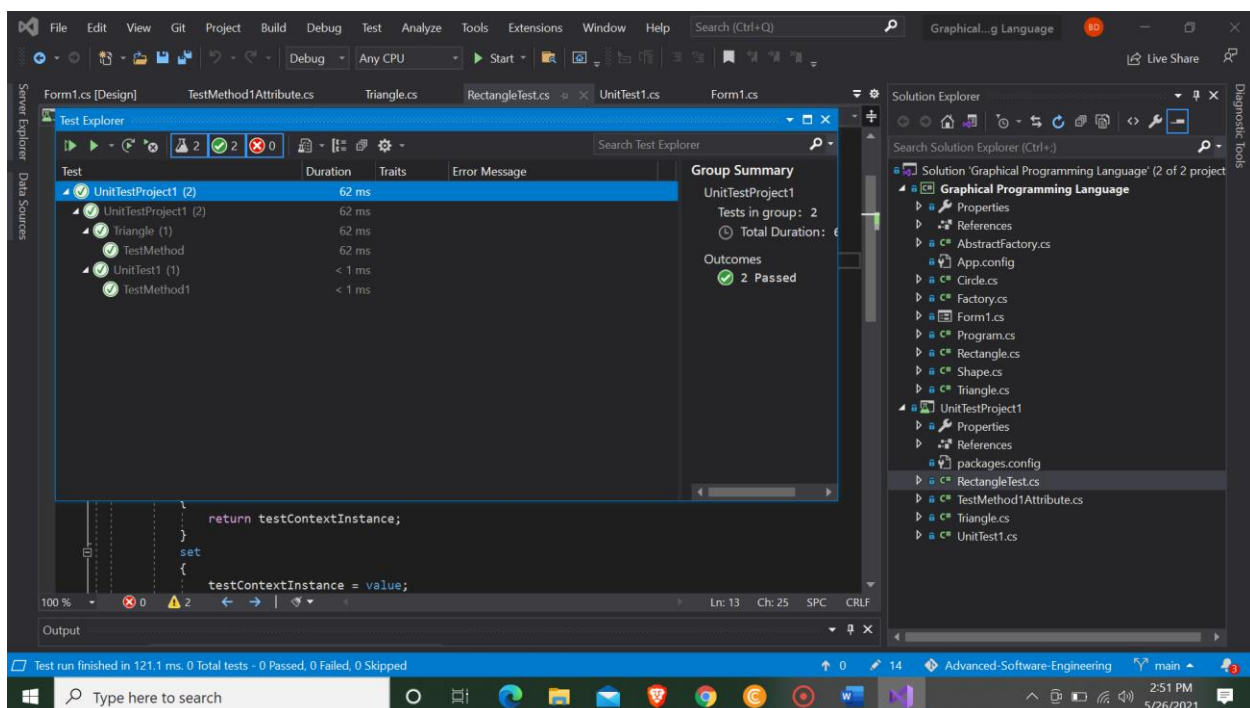 File Edit View Git Project Build Debug Test Analyze Tools Extensions Window Help Search (Ctrl+Q) Graphical...g Language BD
Debug Any CPU Start Live Share
Server Explorer
Data Sources
Form1.cs [Design] TestMethod1Attribute.cs Triangle.cs RectangleTest.cs UnitTest1.cs Form1.cs
Test Explorer
2 2 0 Search Test Explorer
Test Duration Traits Error Message
UnitTestProject1 (2) 62 ms
UnitTestProject1 (2) 62 ms
Triangle (1) 62 ms
TestMethod 62 ms
UnitTest1 (1) < 1 ms
TestMethod1 < 1 ms
Group Summary
UnitTestProject1
Tests in group: 2
Total Duration: 6
Outcomes
2 Passed
}
return testContextInstance;
}
set
{
testContextInstance = value;
100 % 0 2 Ln: 13 Ch: 25 SPC CRLF
Output
Solution Explorer
Search Solution Explorer (Ctrl+;)
Solution 'Graphical Programming Language' (2 of 2 project
Graphical Programming Language
Properties
References
AbstractFactory.cs
App.config
Circle.cs
Factory.cs
Form1.cs
Program.cs
Rectangle.cs
Shape.cs
Triangle.cs
UnitTestProject1
Properties
References
packages.config
RectangleTest.cs
TestMethod1Attribute.cs
Triangle.cs
UnitTest1.cs
Diagnostic Tools
Test run finished in 121.1 ms. 0 Total tests - 0 Passed, 0 Failed, 0 Skipped 0 14 Advanced-Software-Engineering main 3
Type here to search 2:51 PM
5/26/2021